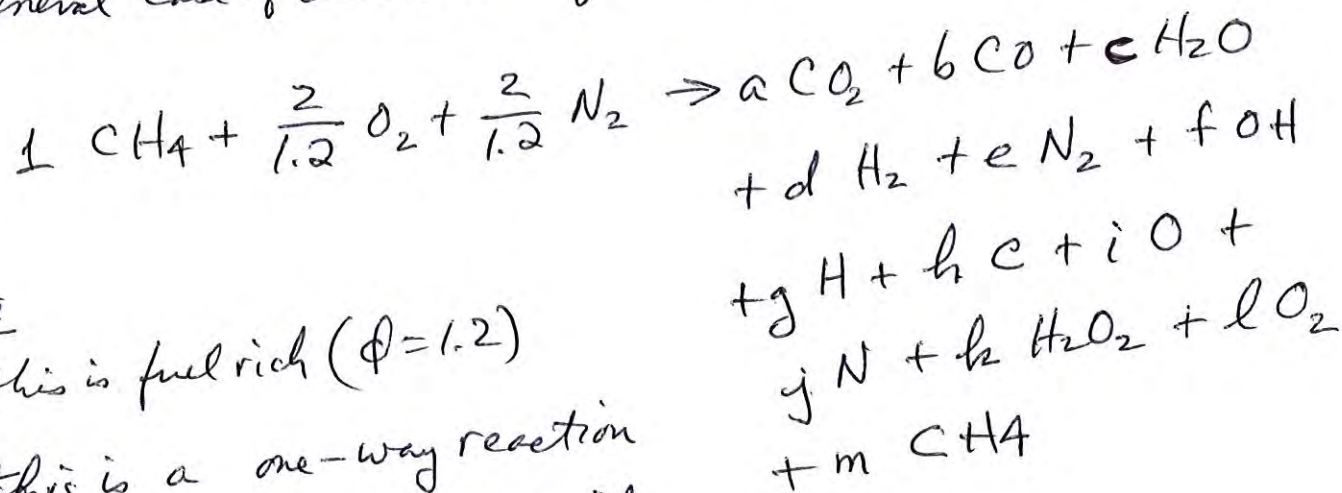 1 CH4 + 2/1.2 O₂ + 2/1.2 N₂ → a CO₂ + b CO + c H₂O
+ d H₂ + e N₂ + f OH
+ g H + h C + i O +
j N + k H₂O₂ + l O₂
+ m CH4
his is fuel rich (ϕ=1.2)
this is a one-way reaction